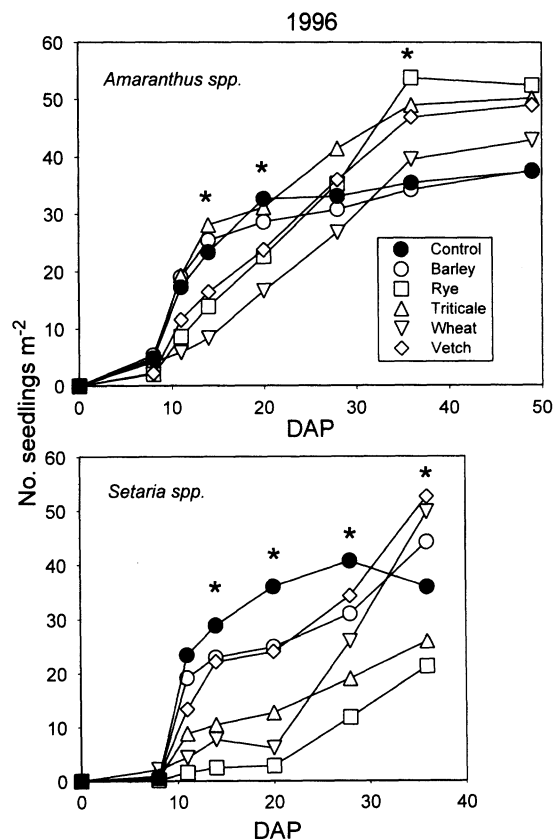 1996
Amaranthus spp.
*
*
*
60
50
40
30
20
10
0
Control
Barley
Rye
Triticale
Wheat
Vetch
0 10 20 30 40 50
DAP
No. seedlings m-2
Setaria spp.
*
*
*
*
60
50
40
30
20
10
0
0 10 20 30 40
DAP